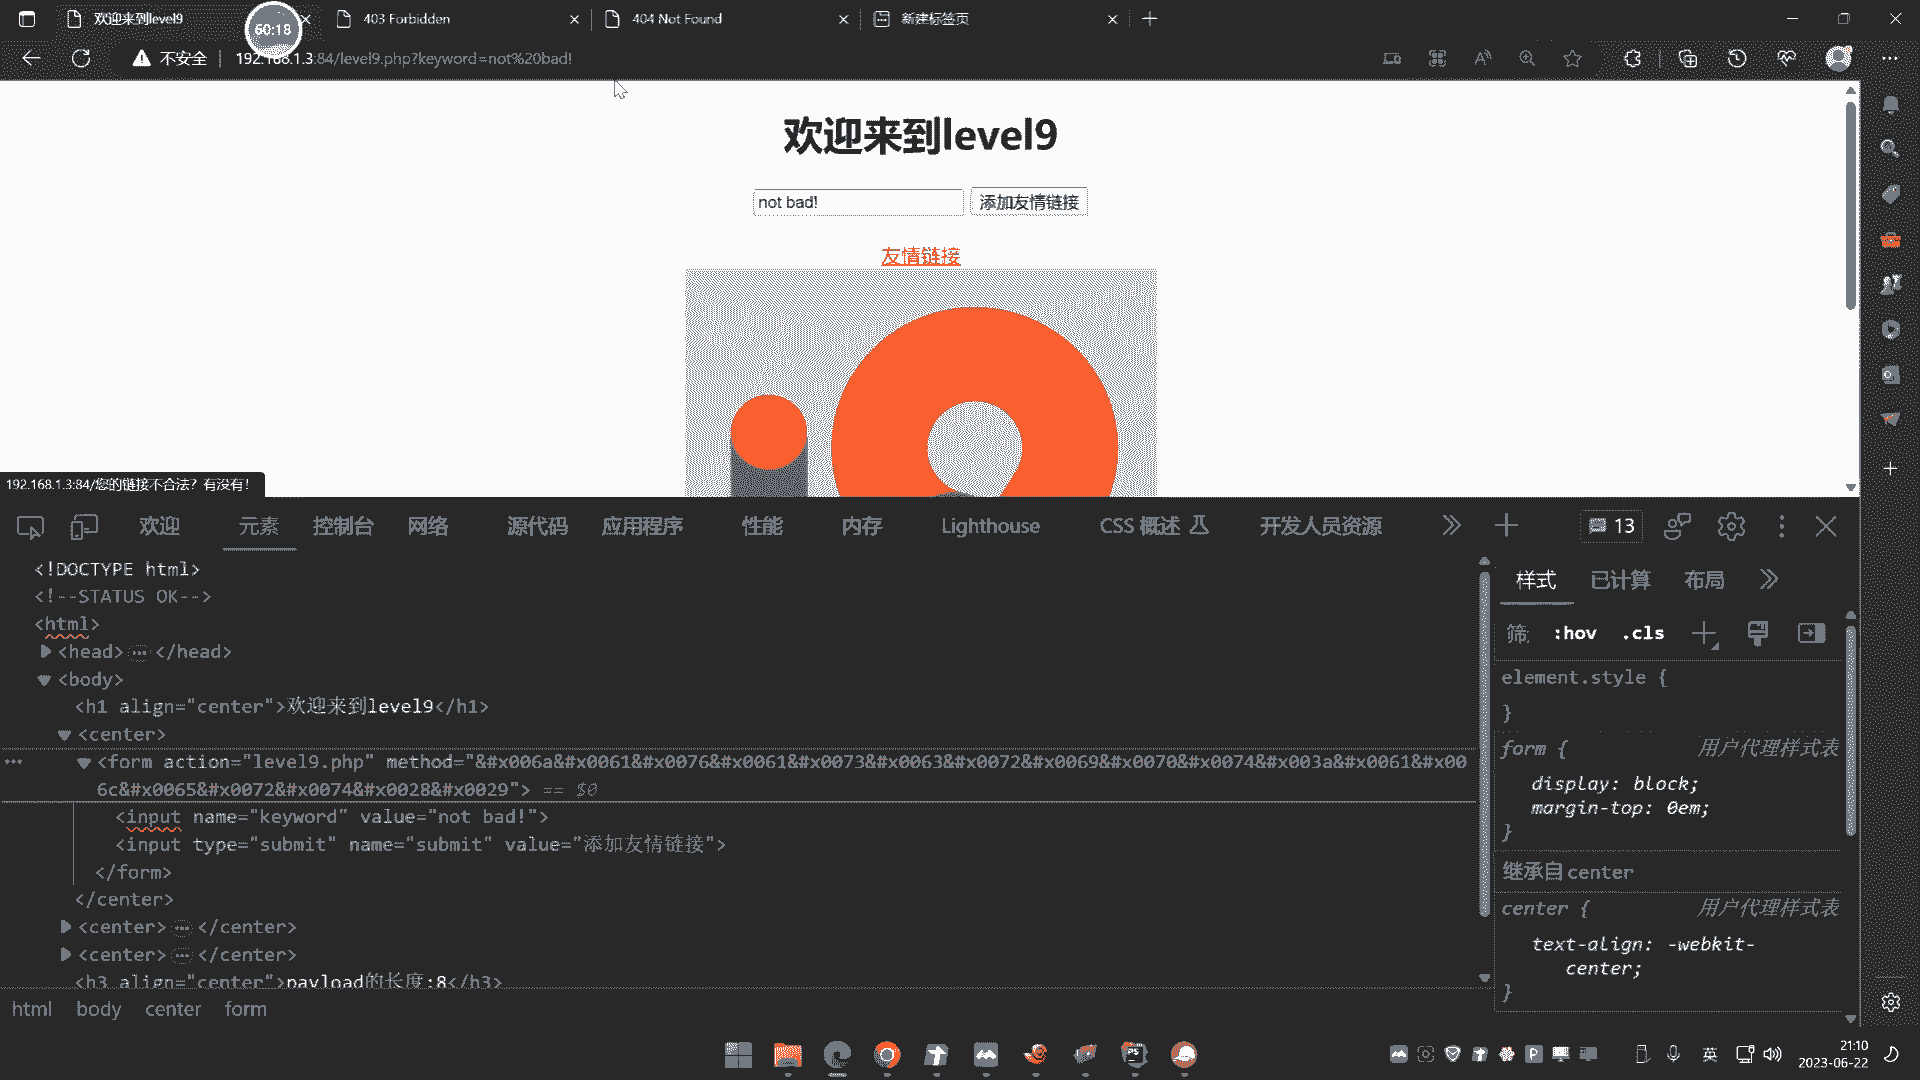 欢迎来到level9
60:18
403 Forbidden
404 Not Found
新建标签页
不安全
192.168.1.3:84/level9.php?keyword=not%20bad!
欢迎来到level9
not bad!
添加友情链接
友情链接
192.168.1.3:84/您的链接不合法？有没有！
欢迎
元素
控制台
网络
源代码
应用程序
性能
内存
Lighthouse
CSS 概述
开发人员资源
13
<!DOCTYPE html>
<!--STATUS OK-->
<html>
<head> … </head>
<body>
<h1 align="center">欢迎来到level9</h1>
<center>
<form action="level9.php" method="&#x006a&#x0061&#x0076&#x0061&#x0073&#x0063&#x0072&#x0069&#x0070&#x0074&#x003a&#x0061&#x00
6c&#x0065&#x0072&#x0074&#x0028&#x0029"> == $0
<input name="keyword" value="not bad!">
<input type="submit" name="submit" value="添加友情链接">
</form>
</center>
<center> … </center>
<center> … </center>
<h3 align="center">payload的长度:8</h3>
html body center form
样式
已计算
布局
筛
:hov
.cls
element.style {
}
form {
用户代理样式表
display: block;
margin-top: 0em;
}
继承自center
center {
用户代理样式表
text-align: -webkit-
center;
}
英
21:10
2023-06-22